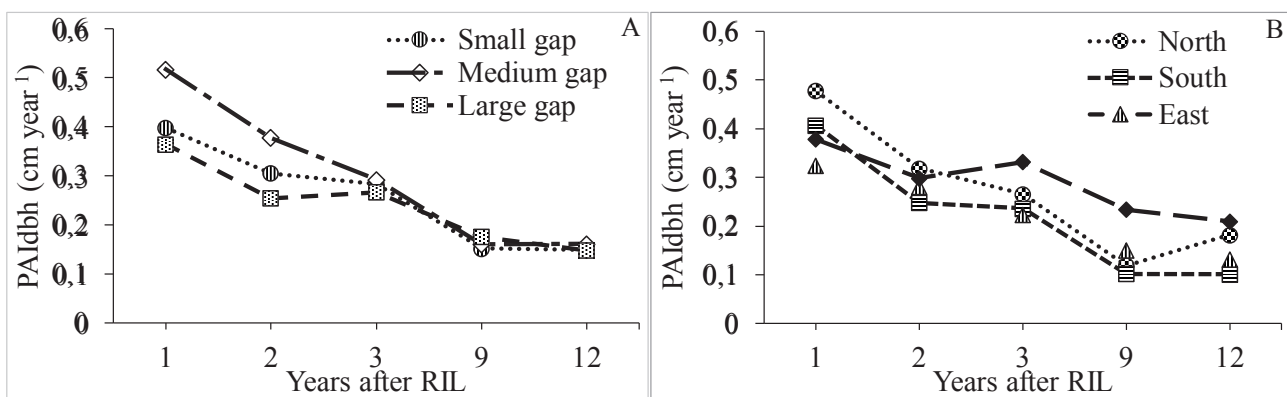 A
PAIdbh (cm year 1)
0,6
0,5
0,4
0,3
0,2
0,1
0
Small gap
Medium gap
Large gap
1 2 3 9 12
Years after RIL
B
PAIdbh (cm year 1)
0,6
0,5
0,4
0,3
0,2
0,1
0
North
South
East
1 2 3 9 12
Years after RIL